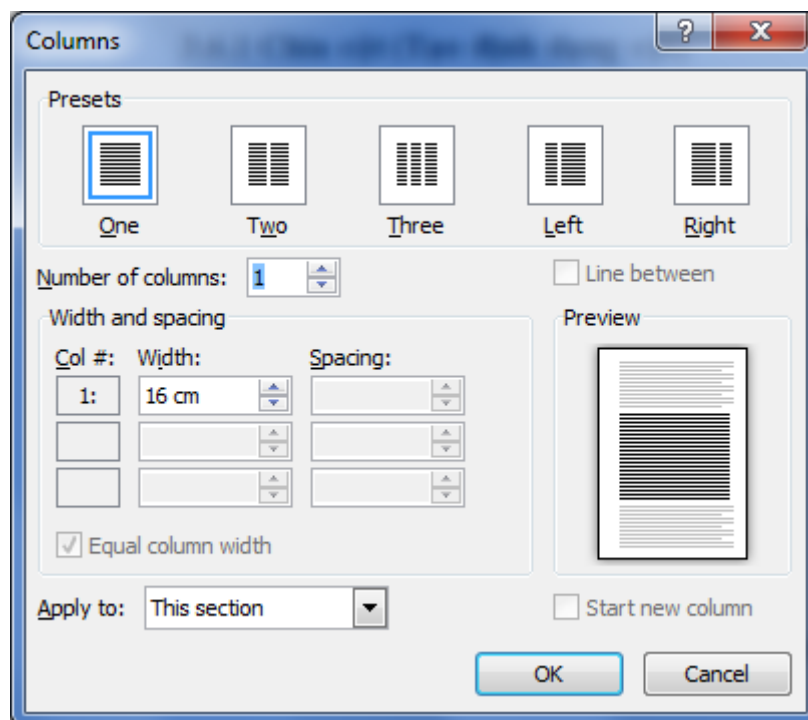 Columns
?
Presets
One Two Three Left Right
Number of columns: 1
Line between
Width and spacing
Preview
Col #: Width: Spacing:
1: 16 cm
Equal column width
Apply to: This section
Start new column
OK Cancel